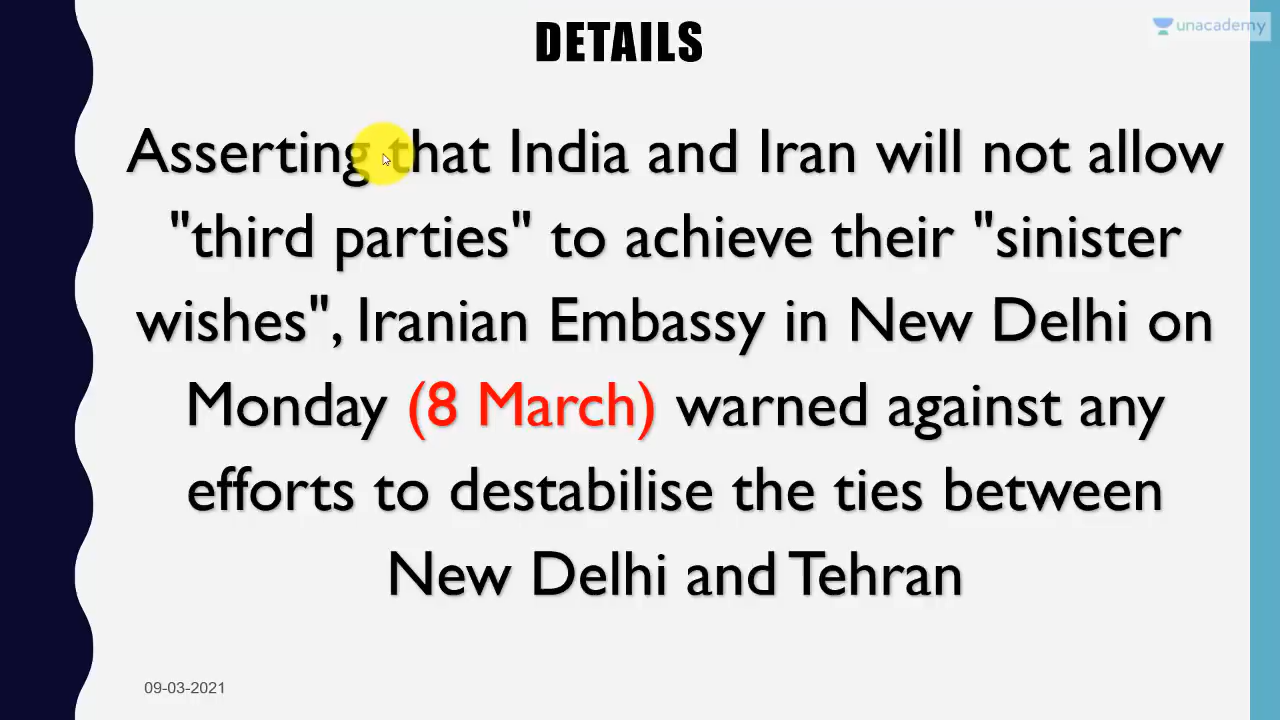 DETAILS
unacademy
Asserting that India and Iran will not allow
"third parties" to achieve their "sinister
wishes", Iranian Embassy in New Delhi on
Monday (8 March) warned against any
efforts to destabilise the ties between
New Delhi and Tehran
09-03-2021